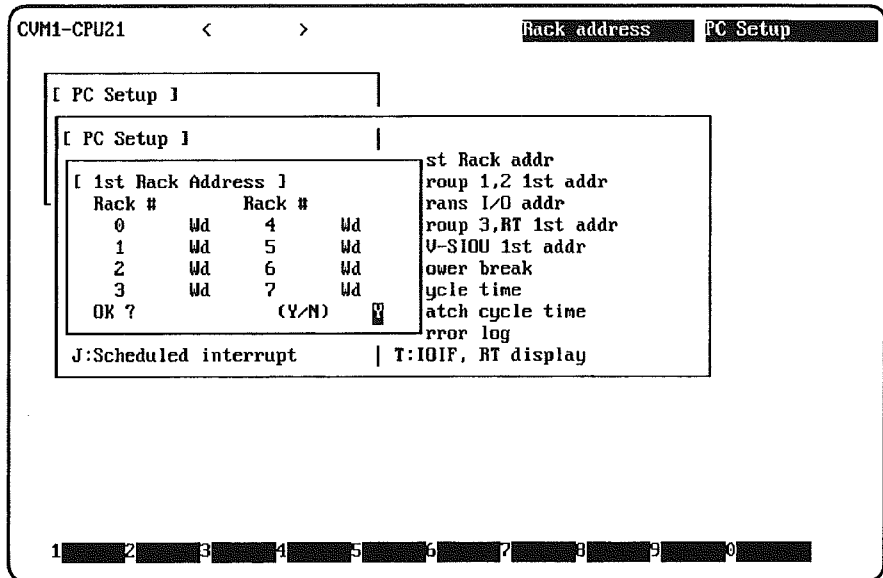 CVM1-CPU21 < > Rack address PC Setup
[ PC Setup ]
[ PC Setup ]
st Rack addr
[ 1st Rack Address ] roup 1,2 1st addr
Rack # Rack # rans I/O addr
0 Wd 4 Wd roup 3,RT 1st addr
1 Wd 5 Wd V-SIOU 1st addr
2 Wd 6 Wd ower break
3 Wd 7 Wd ycle time
OK ? (Y/N) Y atch cycle time
rror log
J:Scheduled interrupt | T:IOIF, RT display
1 2 3 4 5 6 7 8 9 0